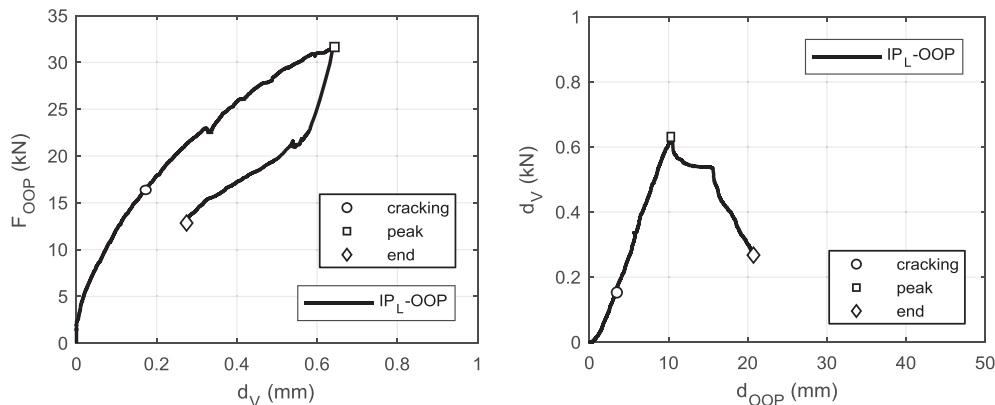 35
30
25
20
15
10
5
0
F_OOP (kN)
0 0.2 0.4 0.6 0.8 1
d_V (mm)
cracking
peak
end
IP_L-OOP
1
0.8
0.6
0.4
0.2
0
d_V (kN)
0 10 20 30 40 50
d_OOP (mm)
IP_L-OOP
cracking
peak
end